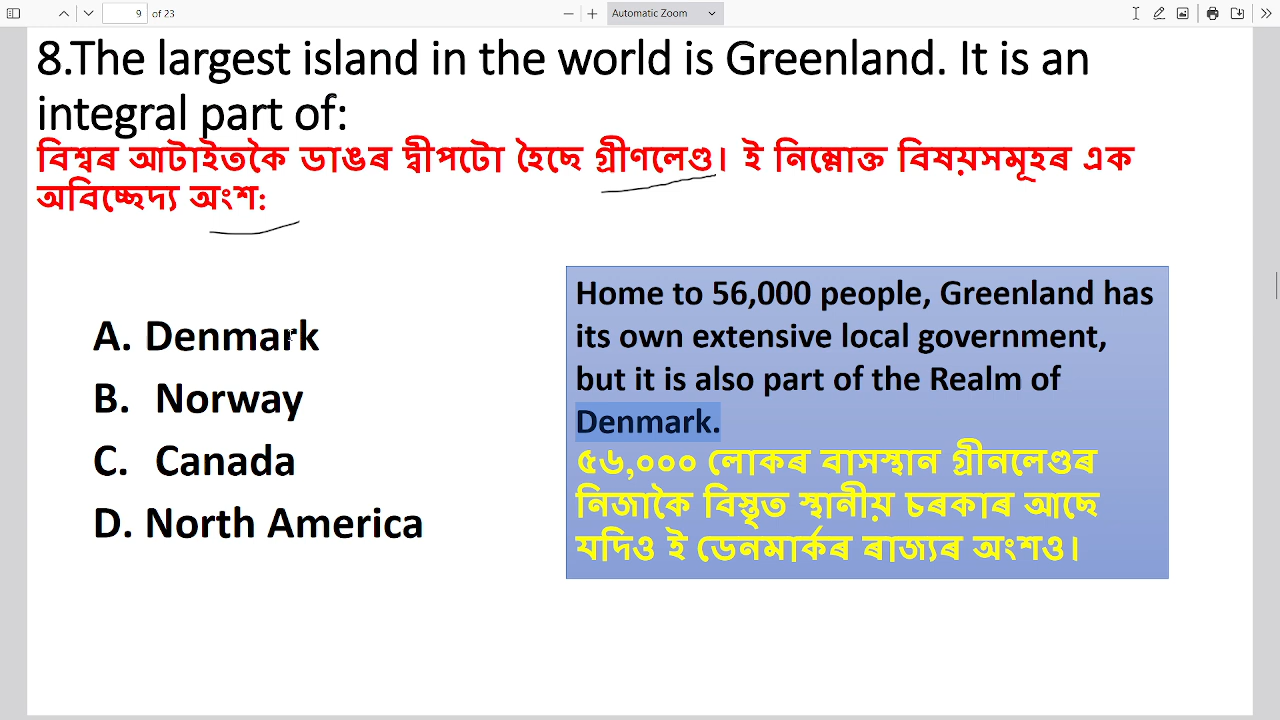 9 of 23
Automatic Zoom
8.The largest island in the world is Greenland. It is an
integral part of:
বিশ্বৰ আটাইতকৈ ডাঙৰ দ্বীপটো হৈছে গ্ৰীণলেণ্ড। ই নিম্নোক্ত বিষয়সমূহৰ এক
অবিচ্ছেদ্য অংশ:
A. Denmark
B. Norway
C. Canada
D. North America
Home to 56,000 people, Greenland has
its own extensive local government,
but it is also part of the Realm of
Denmark.
৫৬,০০০ লোকৰ বাসস্থান গ্ৰীনলেণ্ডৰ
নিজাকৈ বিস্তৃত স্থানীয় চৰকাৰ আছে
যদিও ই ডেনমাৰ্কৰ ৰাজ্যৰ অংশও।